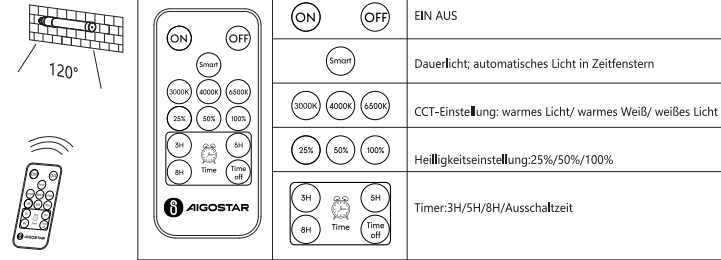 120°
ON OFF
Smart
3000K 4000K 6500K
25% 50% 100%
3H 5H
8H Time Time off
AIGOSTAR
ON OFF EIN AUS
Smart Dauerlicht; automatisches Licht in Zeitfenstern
3000K 4000K 6500K CCT-Einstellung: warmes Licht/ warmes Weiß/ weißes Licht
25% 50% 100% Heilligkeitseinstellung:25%/50%/100%
3H 5H Timer:3H/5H/8H/Ausschaltzeit
8H Time Time off